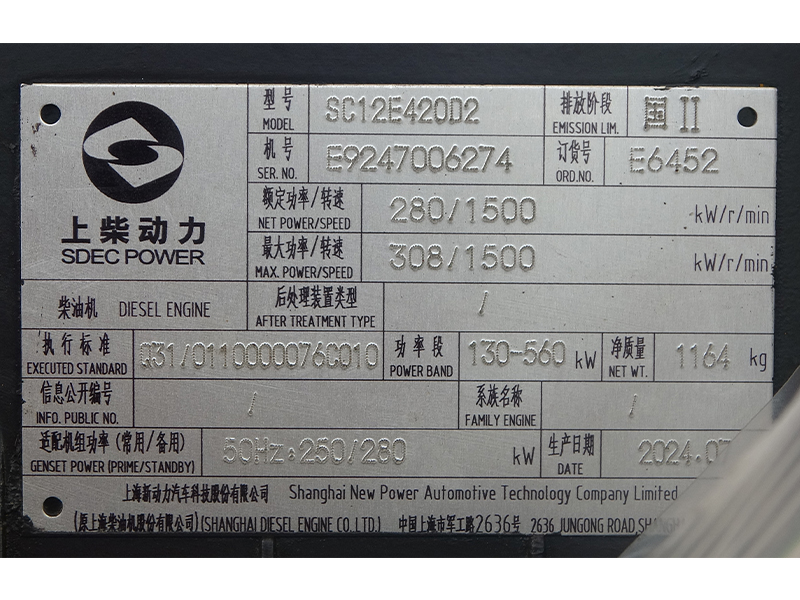 上柴动力
SDEC POWER
型号 MODEL SC12E420D2 排放阶段 EMISSION LIM. 国II
机号 SER. NO. E9247006274 订货号 ORD.NO. E6452
额定功率/转速 NET POWER/SPEED 280/1500 kW/r/min
最大功率/转速 MAX. POWER/SPEED 308/1500 kW/r/min
柴油机 DIESEL ENGINE 后处理装置类型 AFTER TREATMENT TYPE /
执行标准 EXECUTED STANDARD Q31/0110000076C010 功率段 POWER BAND 130-560 kW 净质量 NET WT. 1164 kg
信息公开编号 INFO. PUBLIC NO. / 系族名称 FAMILY ENGINE /
适配机组功率(常用/备用) GENSET POWER (PRIME/STANDBY) 50Hz:250/280 kW 生产日期 DATE 2024.07
上海新动力汽车科技股份有限公司 Shanghai New Power Automotive Technology Company Limited
(原上海柴油机股份有限公司)(SHANGHAI DIESEL ENGINE CO.LTD.) 中国上海市军工路2636号 2636 JUNGONG ROAD,